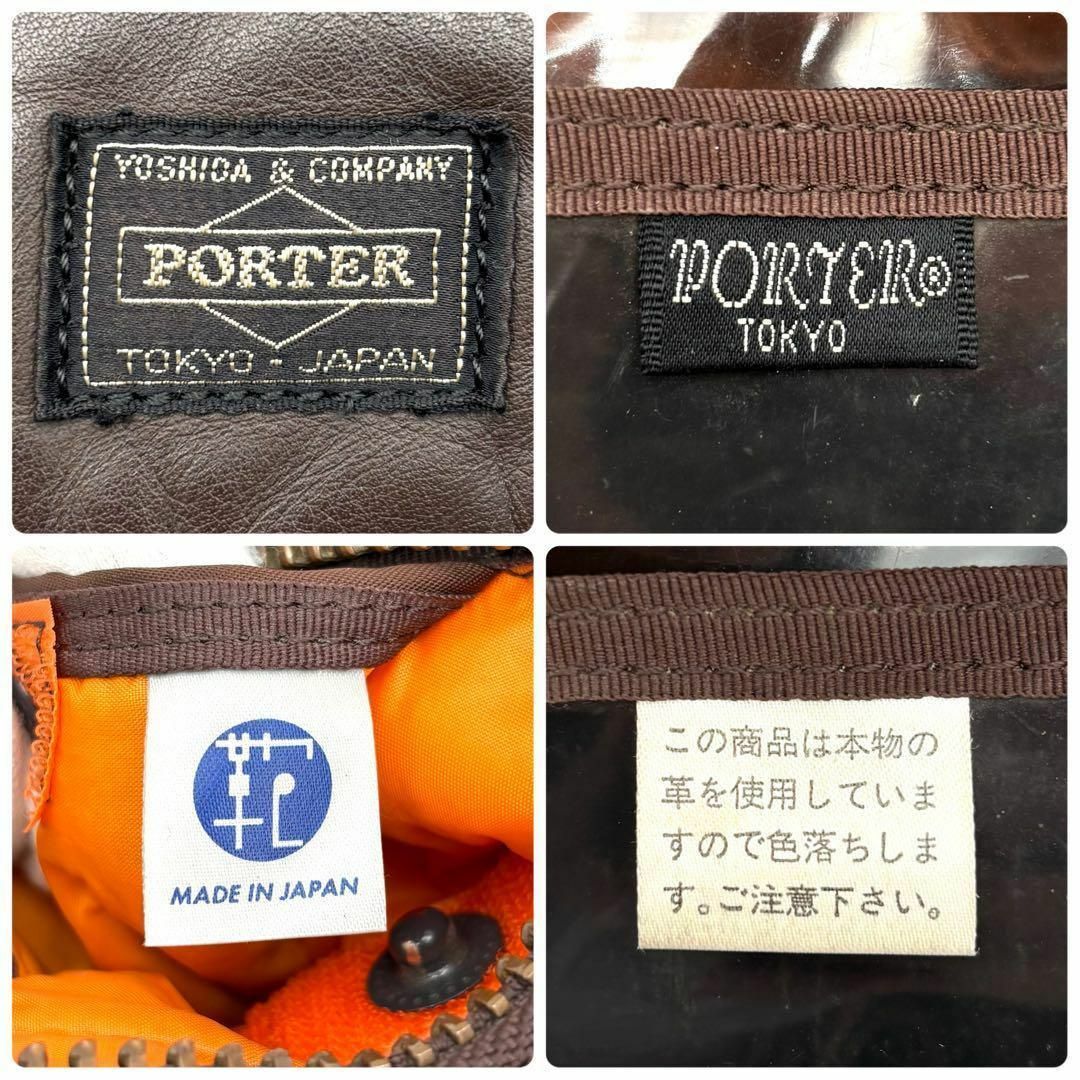 YOSHIDA & COMPANY
PORTER
TOKYO - JAPAN
PORTER®
TOKYO
MADE IN JAPAN
この商品は本物の
革を使用していま
すので色落ちしま
す。ご注意下さい。